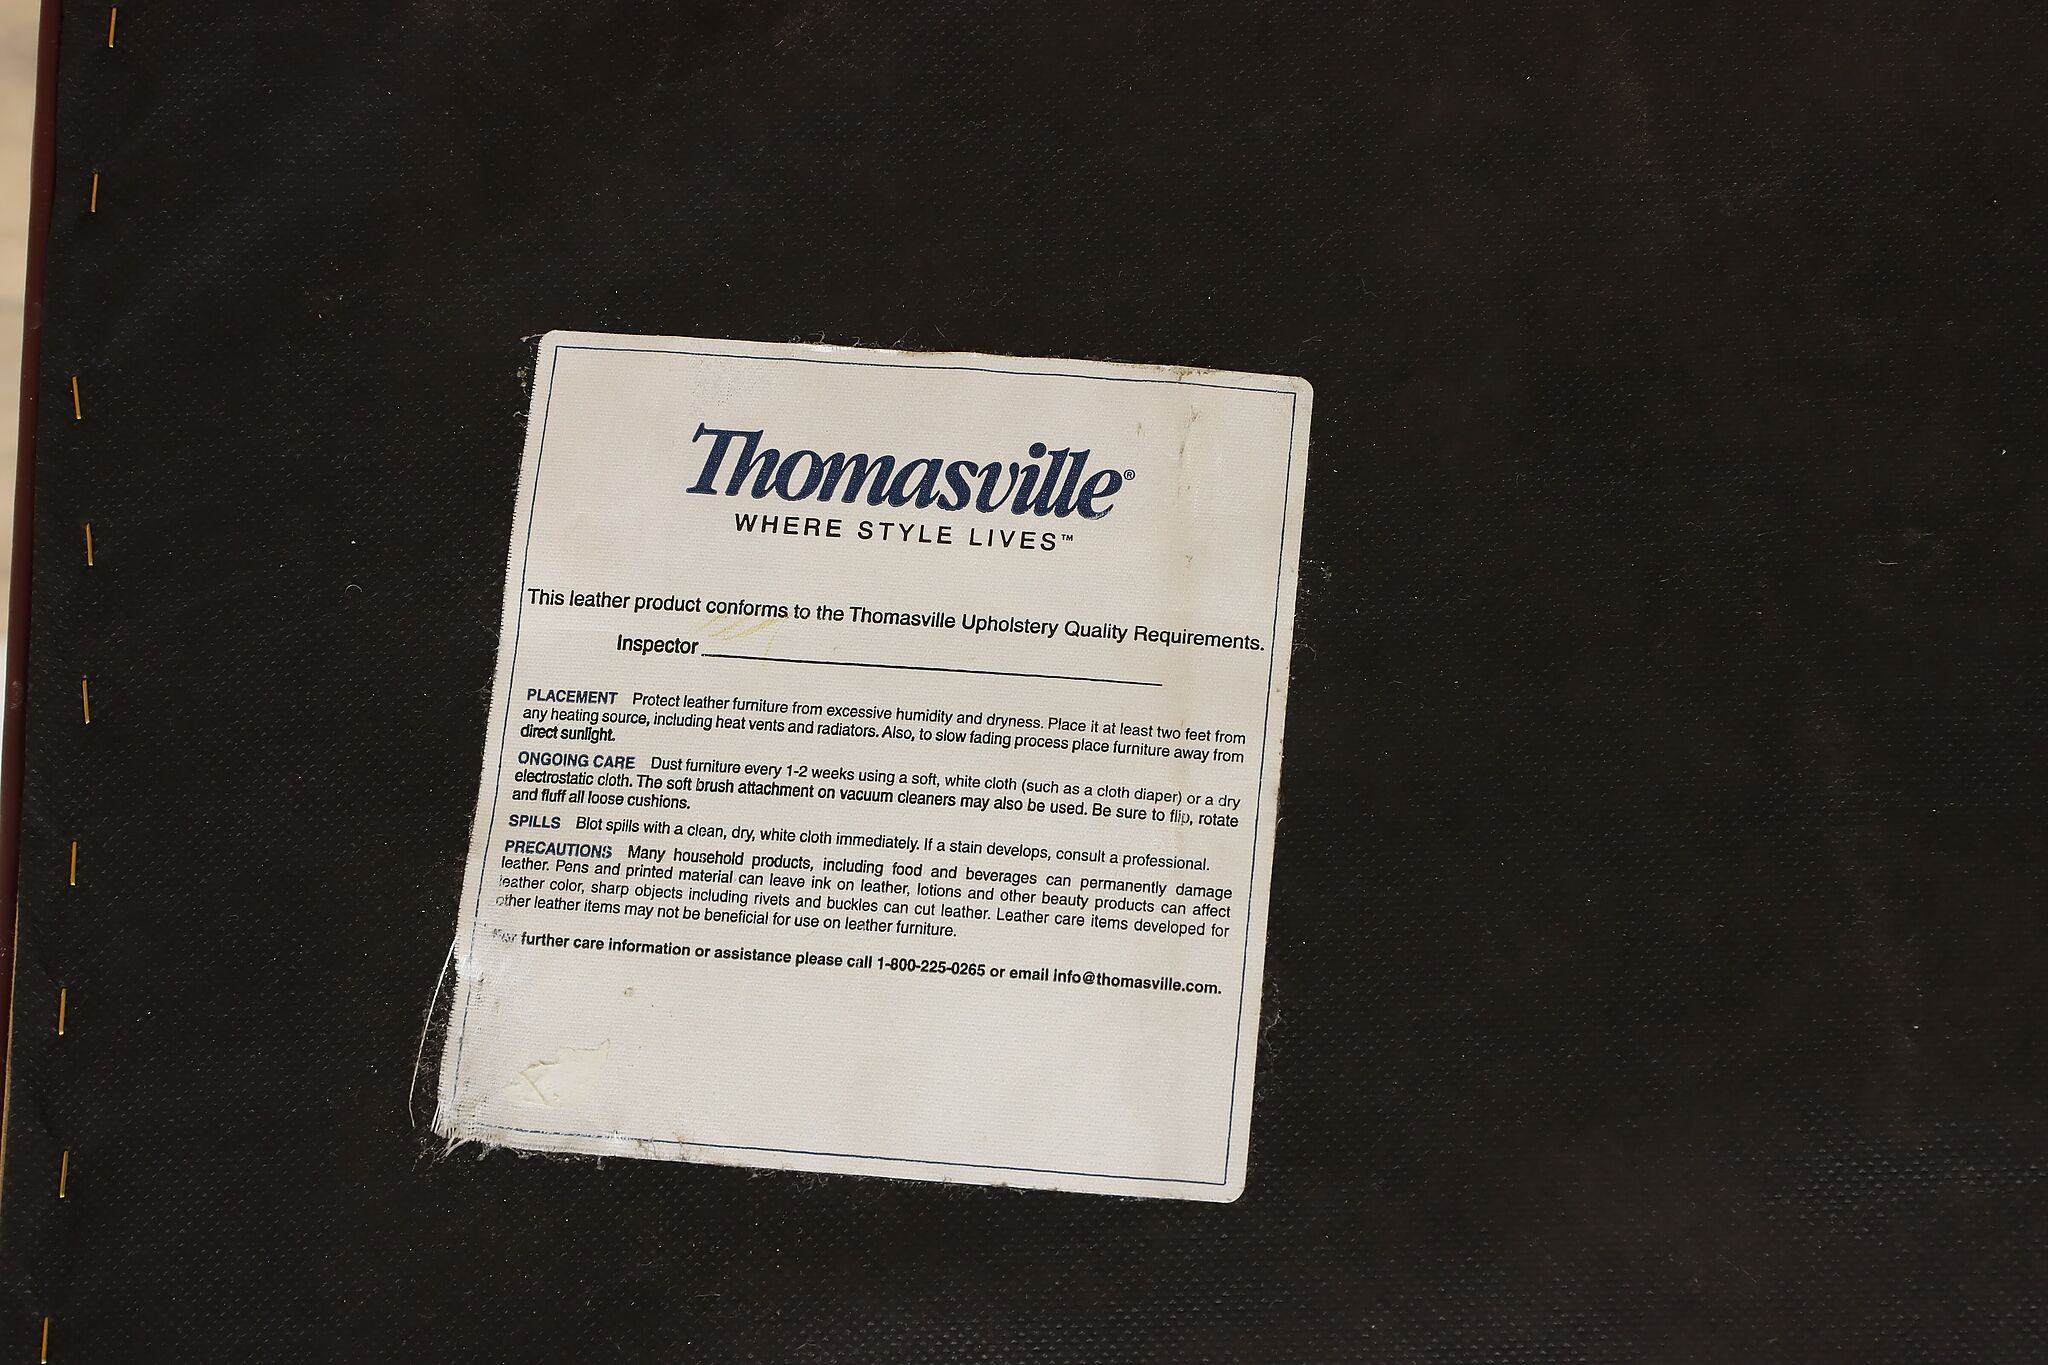 Thomasville®
WHERE STYLE LIVES™
This leather product conforms to the Thomasville Upholstery Quality Requirements.
Inspector
PLACEMENT Protect leather furniture from excessive humidity and dryness. Place it at least two feet from
any heating source, including heat vents and radiators. Also, to slow fading process place furniture away from
direct sunlight.
ONGOING CARE Dust furniture every 1-2 weeks using a soft, white cloth (such as a cloth diaper) or a dry
electrostatic cloth. The soft brush attachment on vacuum cleaners may also be used. Be sure to flip, rotate
and fluff all loose cushions.
SPILLS Blot spills with a clean, dry, white cloth immediately. If a stain develops, consult a professional.
PRECAUTIONS Many household products, including food and beverages can permanently damage
leather. Pens and printed material can leave ink on leather, lotions and other beauty products can affect
leather color, sharp objects including rivets and buckles can cut leather. Leather care items developed for
other leather items may not be beneficial for use on leather furniture.
For further care information or assistance please call 1-800-225-0265 or email info@thomasville.com.